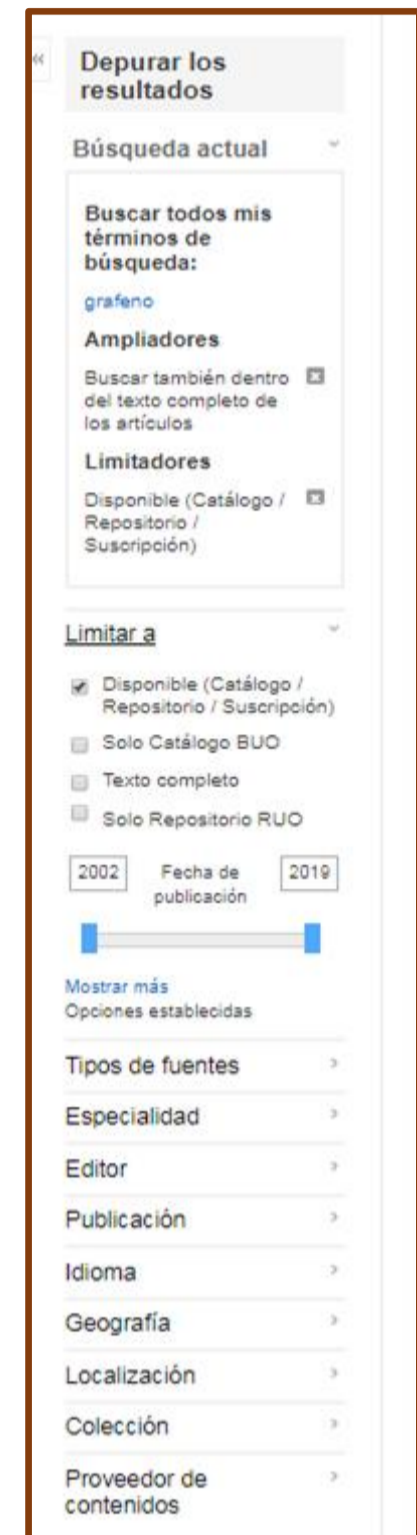 «
Depurar los
resultados
Búsqueda actual
Buscar todos mis
términos de
búsqueda:
grafeno
Ampliadores
Buscar también dentro
del texto completo de
los artículos
Limitadores
Disponible (Catálogo /
Repositorio /
Suscripción)
Limitar a
Disponible (Catálogo /
Repositorio / Suscripción)
Solo Catálogo BUO
Texto completo
Solo Repositorio RUO
2002 Fecha de 2019
publicación
Mostrar más
Opciones establecidas
Tipos de fuentes
Especialidad
Editor
Publicación
Idioma
Geografía
Localización
Colección
Proveedor de
contenidos